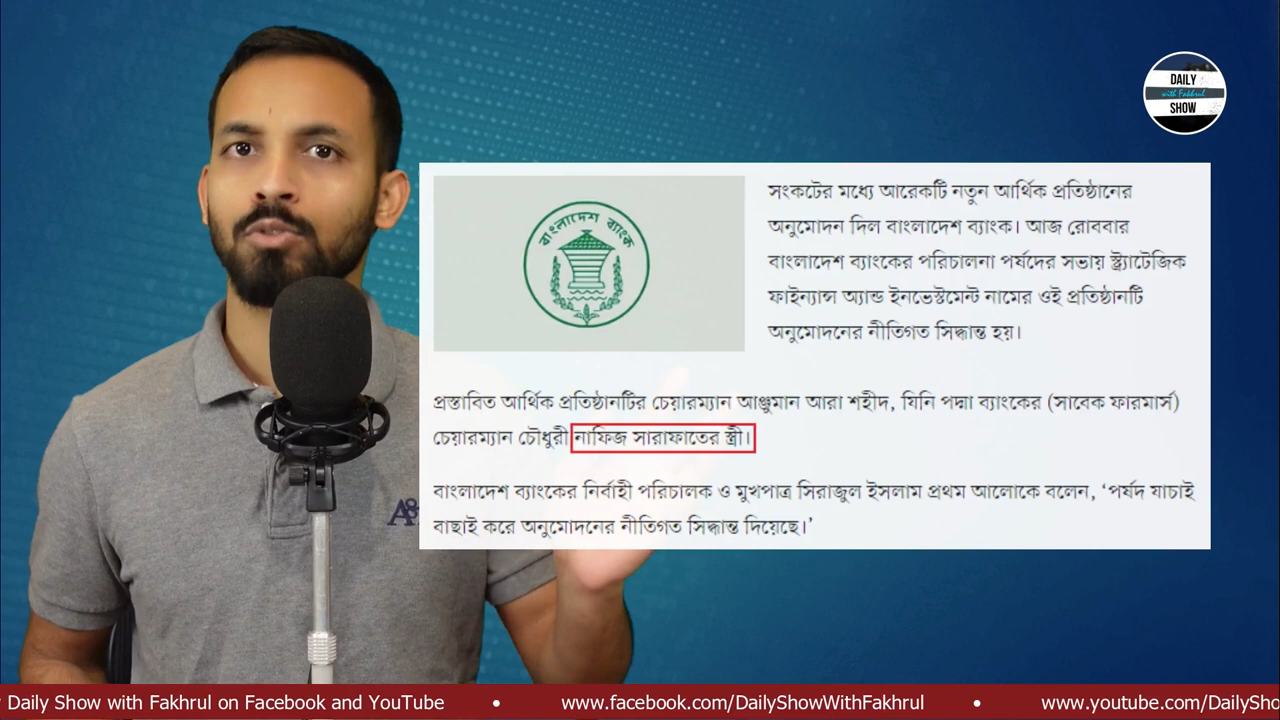 DAILY
with Fakhrul
SHOW
বাংলাদেশ ব্যাংক
সংকটের মধ্যে আরেকটি নতুন আর্থিক প্রতিষ্ঠানের
অনুমোদন দিল বাংলাদেশ ব্যাংক। আজ রোববার
বাংলাদেশ ব্যাংকের পরিচালনা পর্ষদের সভায় স্ট্র্যাটেজিক
ফাইন্যান্স অ্যান্ড ইনভেস্টমেন্ট নামের ওই প্রতিষ্ঠানটি
অনুমোদনের নীতিগত সিদ্ধান্ত হয়।
প্রস্তাবিত আর্থিক প্রতিষ্ঠানটির চেয়ারম্যান আঞ্জুমান আরা শহীদ, যিনি পদ্মা ব্যাংকের (সাবেক ফারমার্স)
চেয়ারম্যান চৌধুরী নাফিজ সারাফাতের স্ত্রী।
বাংলাদেশ ব্যাংকের নির্বাহী পরিচালক ও মুখপাত্র সিরাজুল ইসলাম প্রথম আলোকে বলেন, ‘পর্ষদ যাচাই
বাছাই করে অনুমোদনের নীতিগত সিদ্ধান্ত দিয়েছে।’
Daily Show with Fakhrul on Facebook and YouTube • www.facebook.com/DailyShowWithFakhrul • www.youtube.com/DailySho